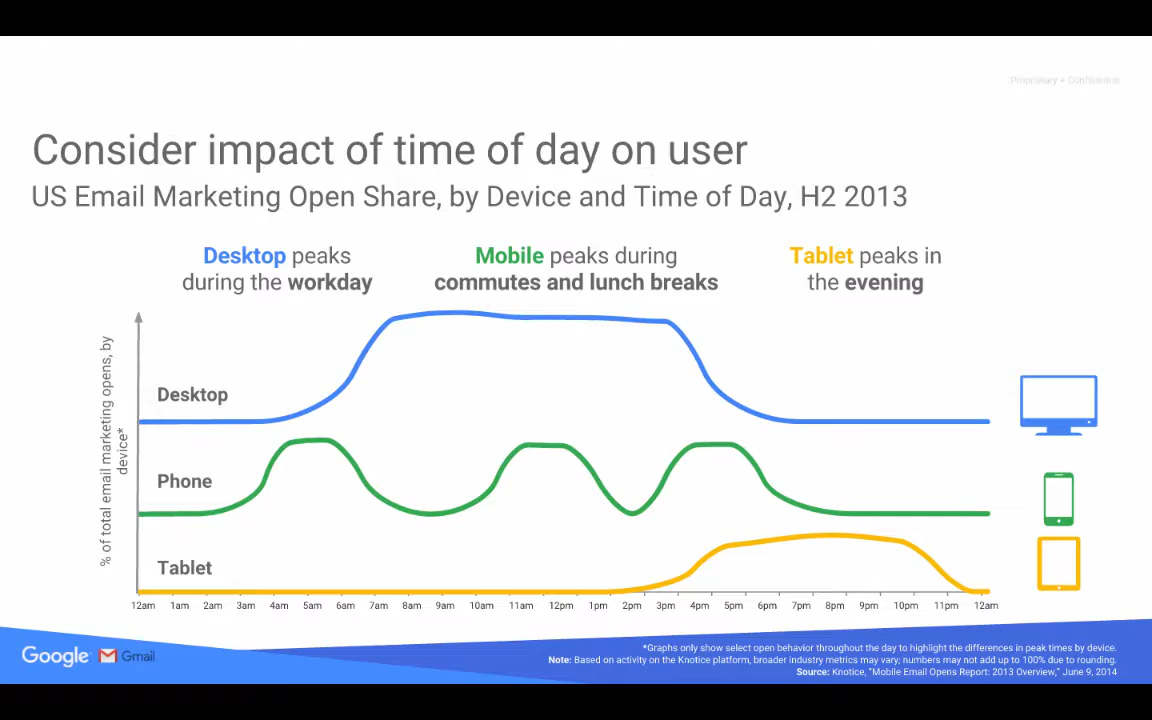 Proprietary + Confidential
Consider impact of time of day on user
US Email Marketing Open Share, by Device and Time of Day, H2 2013
Desktop peaks
during the workday
Mobile peaks during
commutes and lunch breaks
Tablet peaks in
the evening
% of total email marketing opens, by
device*
Desktop
Phone
Tablet
12am 1am 2am 3am 4am 5am 6am 7am 8am 9am 10am 11am 12pm 1pm 2pm 3pm 4pm 5pm 6pm 7pm 8pm 9pm 10pm 11pm 12am
Google Gmail
*Graphs only show select open behavior throughout the day to highlight the differences in peak times by device.
Note: Based on activity on the Knotice platform, broader industry metrics may vary; numbers may not add up to 100% due to rounding.
Source: Knotice, "Mobile Email Opens Report: 2013 Overview," June 9, 2014